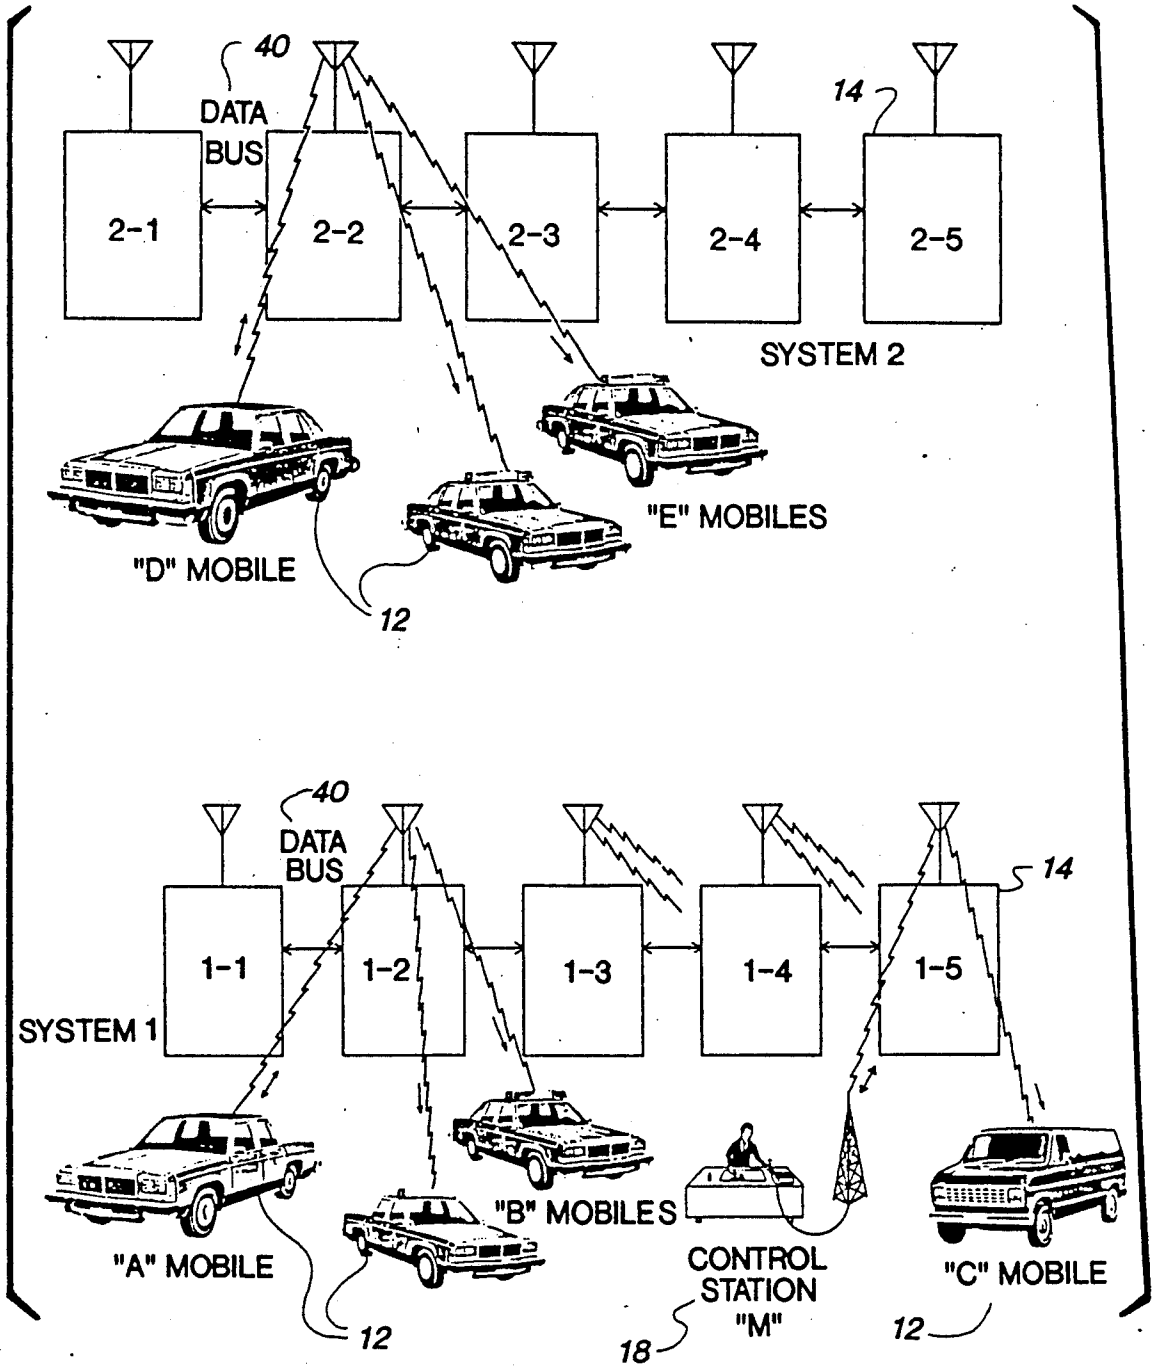 40
DATA
BUS
14
2-1
2-2
2-3
2-4
2-5
SYSTEM 2
"E" MOBILES
"D" MOBILE
12
40
DATA
BUS
14
1-1
1-2
1-3
1-4
1-5
SYSTEM 1
"B" MOBILES
"A" MOBILE
CONTROL
STATION
"M"
"C" MOBILE
12
18
12